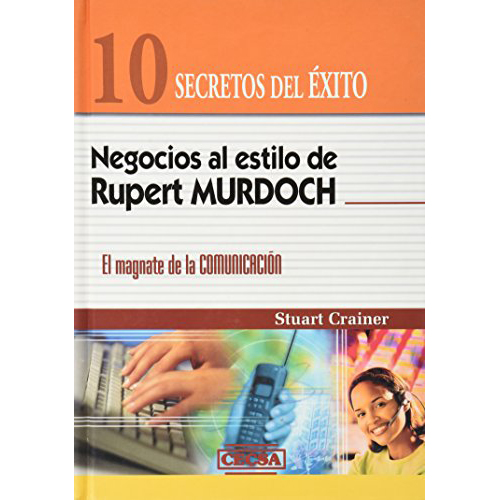 10 SECRETOS DEL ÉXITO
Negocios al estilo de
Rupert MURDOCH
El magnate de la COMUNICACIÓN
Stuart Crainer
CECSA